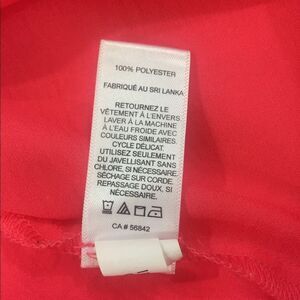 100% POLYESTER
FABRIQUÉ AU SRI LANKA
RETOURNEZ LE
VÊTEMENT À L'ENVERS
LAVER À LA MACHINE
À L'EAU FROIDE AVEC
COULEURS SIMILAIRES.
CYCLE DÉLICAT.
UTILISEZ SEULEMENT
DU JAVELLISANT SANS
CHLORE, SI NÉCESSAIRE.
SÉCHAGE SUR CORDE.
REPASSAGE DOUX, SI
NÉCESSAIRE.
CA # 56842